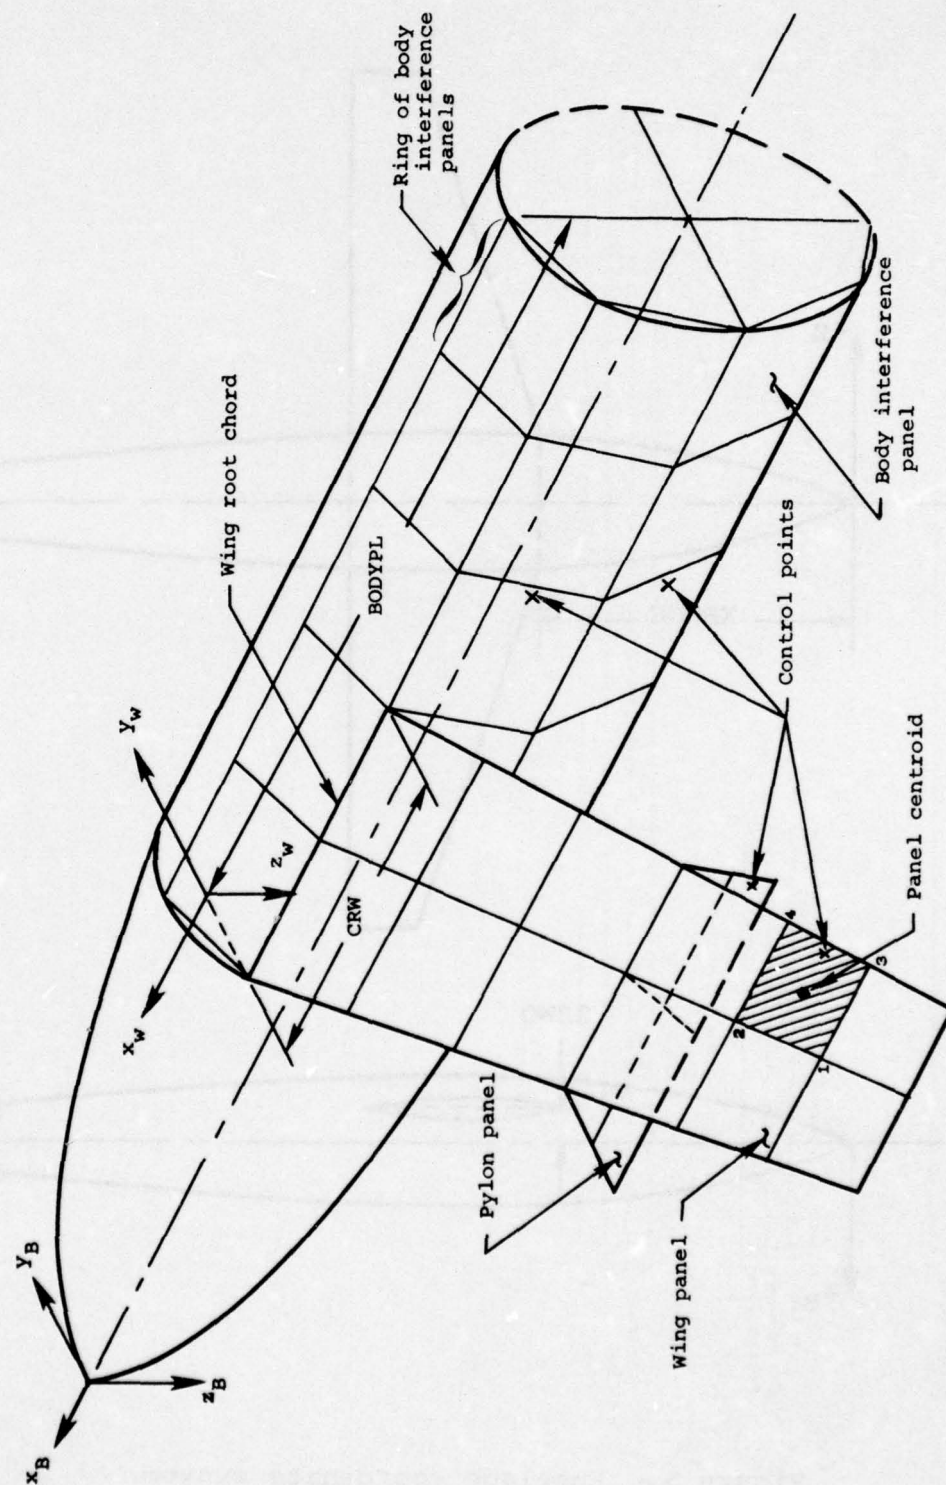 Ring of body
interference
panels
Wing root chord
y_w
z_w
x_w
BODYPL
CRW
y_B
z_B
x_B
Body interference
panel
Control points
Panel centroid
Pylon panel
Wing panel
1
2
3
4